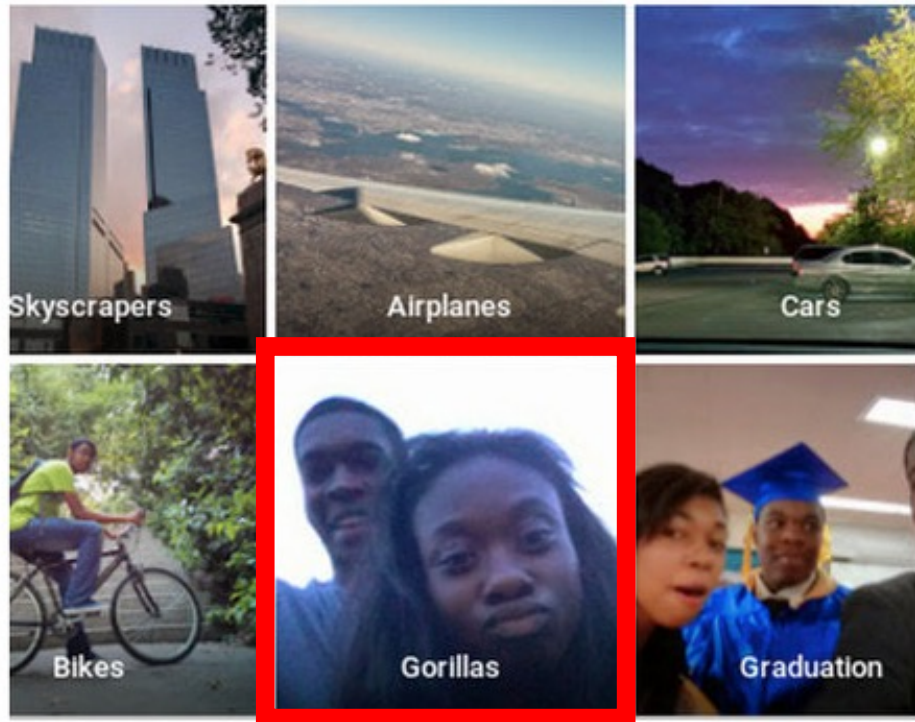 Skyscrapers
Airplanes
Cars
Bikes
Gorillas
Graduation